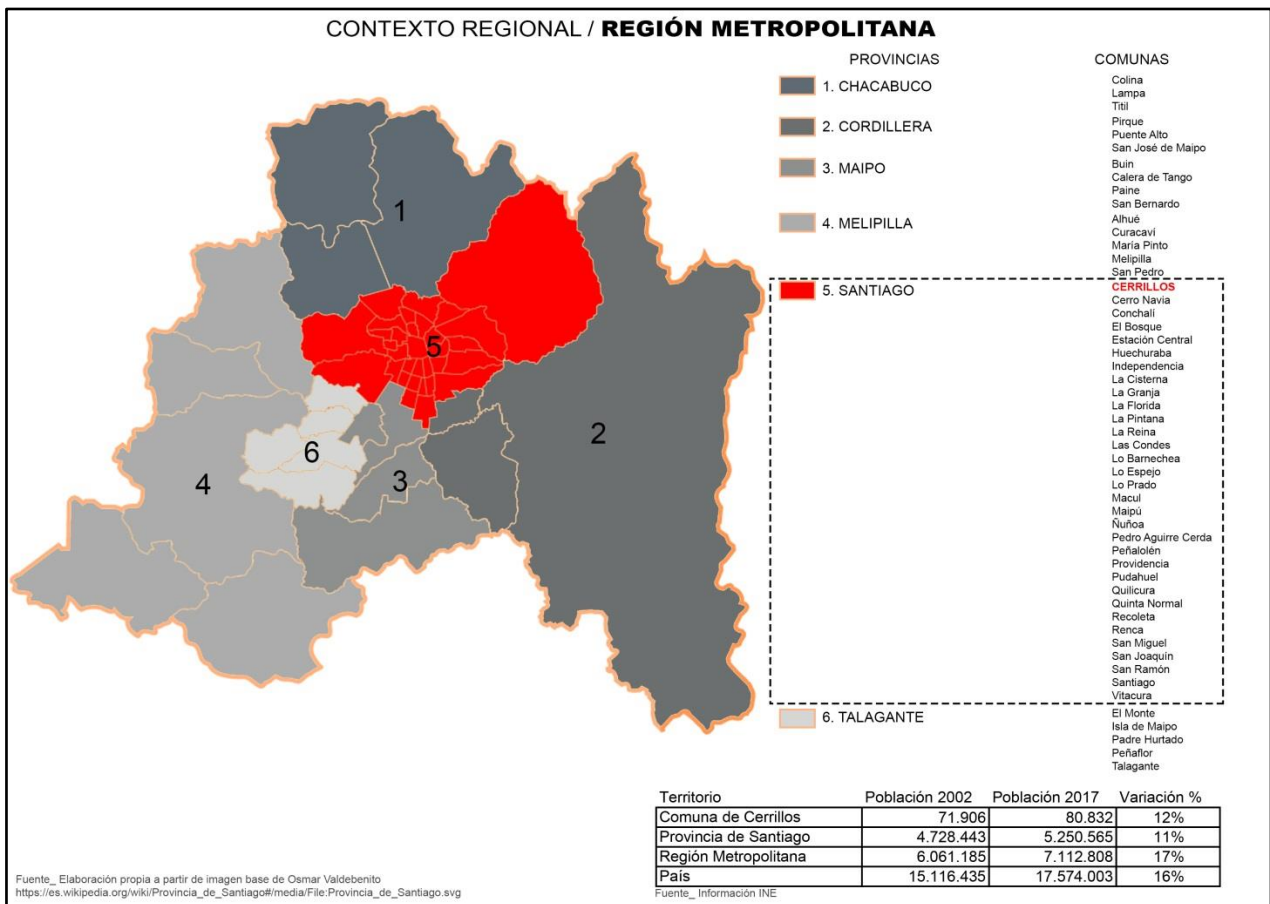 CONTEXTO REGIONAL / REGIÓN METROPOLITANA
PROVINCIAS
COMUNAS
1. CHACABUCO
Colina
Lampa
Titil
2. CORDILLERA
Pirque
Puente Alto
San José de Maipo
3. MAIPO
Buin
Calera de Tango
Paine
San Bernardo
4. MELIPILLA
Alhué
Curacaví
María Pinto
Melipilla
San Pedro
5. SANTIAGO
CERRILLOS
Cerro Navia
Conchalí
El Bosque
Estación Central
Huechuraba
Independencia
La Cisterna
La Granja
La Florida
La Pintana
La Reina
Las Condes
Lo Barnechea
Lo Espejo
Lo Prado
Macul
Maipú
Ñuñoa
Pedro Aguirre Cerda
Peñalolén
Providencia
Pudahuel
Quilicura
Quinta Normal
Recoleta
Renca
San Miguel
San Joaquín
San Ramón
Santiago
Vitacura
6. TALAGANTE
El Monte
Isla de Maipo
Padre Hurtado
Peñaflor
Talagante
1
5
2
6
4
3
Territorio Población 2002 Población 2017 Variación %
Comuna de Cerrillos 71.906 80.832 12%
Provincia de Santiago 4.728.443 5.250.565 11%
Región Metropolitana 6.061.185 7.112.808 17%
País 15.116.435 17.574.003 16%
Fuente_ Información INE
Fuente_ Elaboración propia a partir de imagen base de Osmar Valdebenito
https://es.wikipedia.org/wiki/Provincia_de_Santiago#/media/File:Provincia_de_Santiago.svg